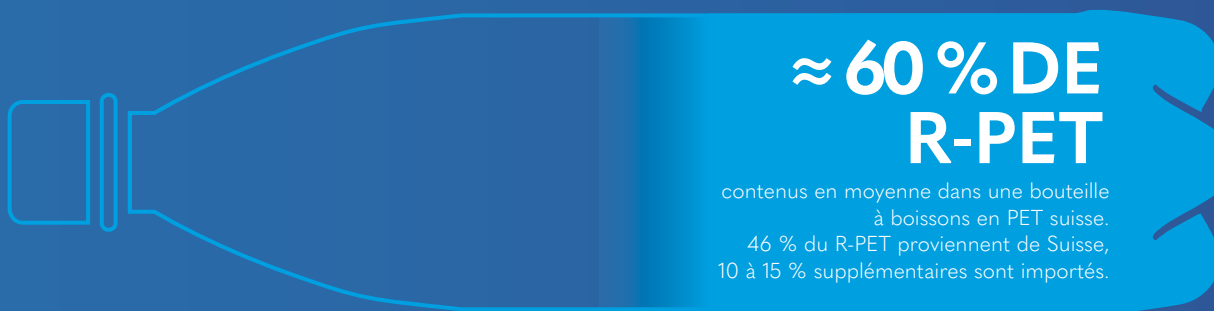 ≈ 60 % DE
R-PET
contenus en moyenne dans une bouteille
à boissons en PET suisse.
46 % du R-PET proviennent de Suisse,
10 à 15 % supplémentaires sont importés.